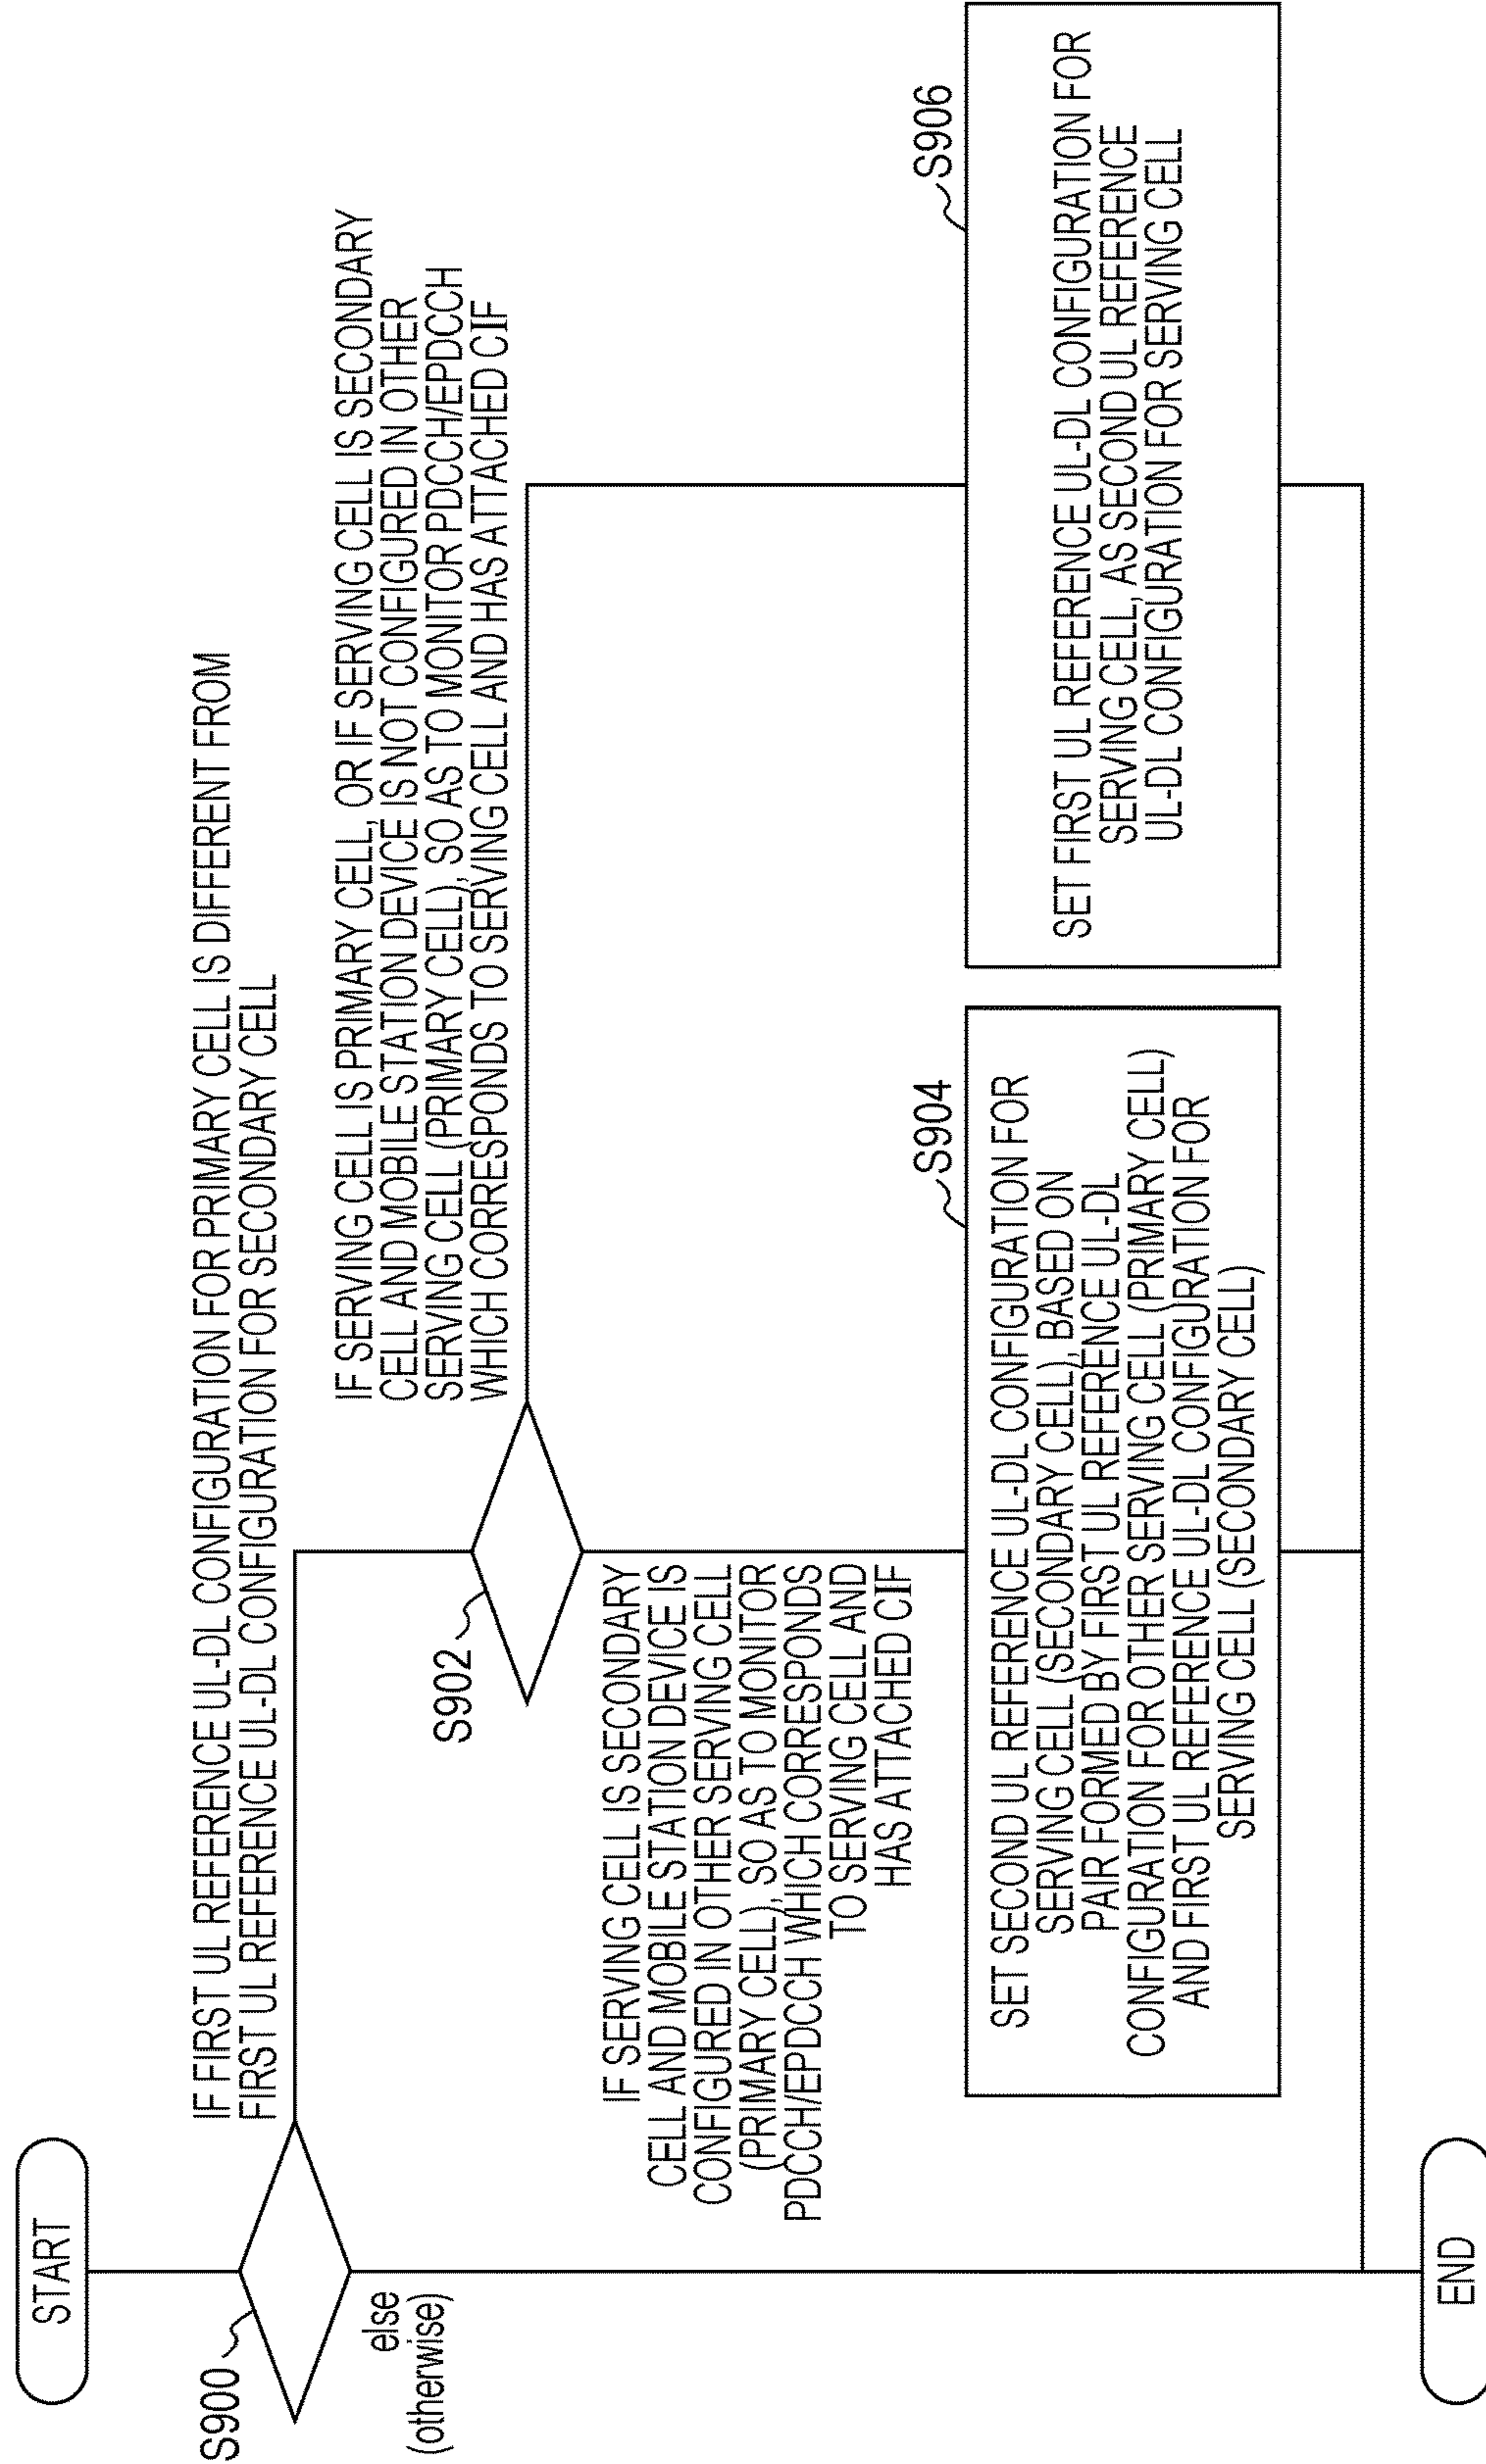 START
S900
IF FIRST UL REFERENCE UL-DL CONFIGURATION FOR PRIMARY CELL IS DIFFERENT FROM
FIRST UL REFERENCE UL-DL CONFIGURATION FOR SECONDARY CELL
else
(otherwise)
S902
IF SERVING CELL IS PRIMARY CELL, OR IF SERVING CELL IS SECONDARY
CELL AND MOBILE STATION DEVICE IS NOT CONFIGURED IN OTHER
SERVING CELL (PRIMARY CELL), SO AS TO MONITOR PDCCH/EPDCCH
WHICH CORRESPONDS TO SERVING CELL AND HAS ATTACHED CIF
IF SERVING CELL IS SECONDARY
CELL AND MOBILE STATION DEVICE IS
CONFIGURED IN OTHER SERVING CELL
(PRIMARY CELL), SO AS TO MONITOR
PDCCH/EPDCCH WHICH CORRESPONDS
TO SERVING CELL AND
HAS ATTACHED CIF
S904
SET SECOND UL REFERENCE UL-DL CONFIGURATION FOR
SERVING CELL (SECONDARY CELL), BASED ON
PAIR FORMED BY FIRST UL REFERENCE UL-DL
CONFIGURATION FOR OTHER SERVING CELL (PRIMARY CELL)
AND FIRST UL REFERENCE UL-DL CONFIGURATION FOR
SERVING CELL (SECONDARY CELL)
S906
SET FIRST UL REFERENCE UL-DL CONFIGURATION FOR
SERVING CELL, AS SECOND UL REFERENCE
UL-DL CONFIGURATION FOR SERVING CELL
END